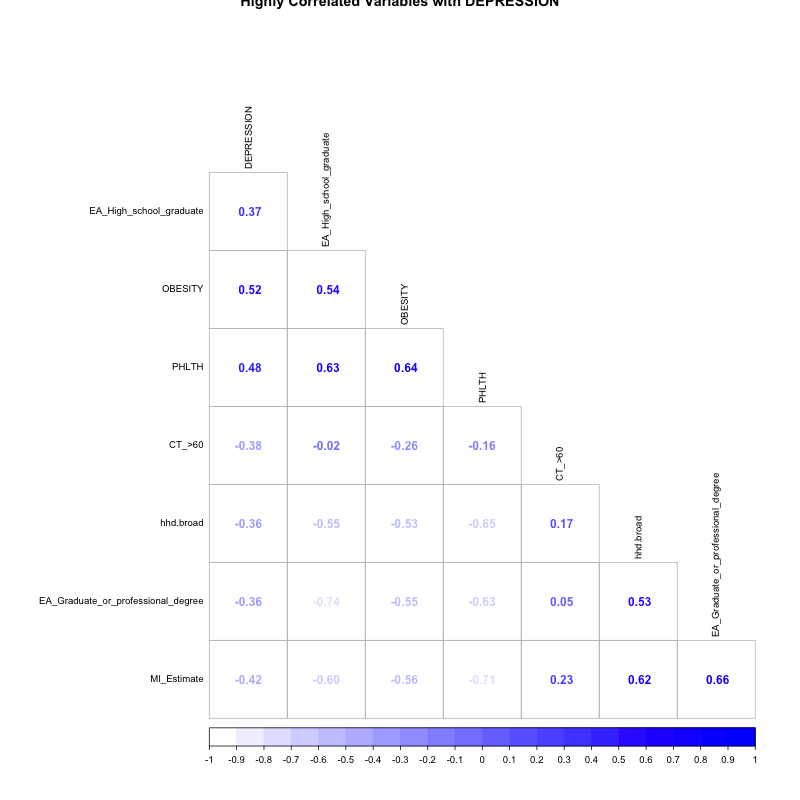 Highly Correlated Variables with DEPRESSION
DEPRESSION
EA_High_school_graduate
EA_High_school_graduate 0.37
OBESITY
OBESITY 0.52 0.54
PHLTH
PHLTH 0.48 0.63 0.64
CT_>60
CT_>60 -0.38 -0.02 -0.26 -0.16
hhd.broad
hhd.broad -0.36 -0.55 -0.53 -0.65 0.17
EA_Graduate_or_professional_degree
EA_Graduate_or_professional_degree -0.36 -0.74 -0.55 -0.63 0.05 0.53
MI_Estimate -0.42 -0.60 -0.56 -0.71 0.23 0.62 0.66
-1 -0.9 -0.8 -0.7 -0.6 -0.5 -0.4 -0.3 -0.2 -0.1 0 0.1 0.2 0.3 0.4 0.5 0.6 0.7 0.8 0.9 1